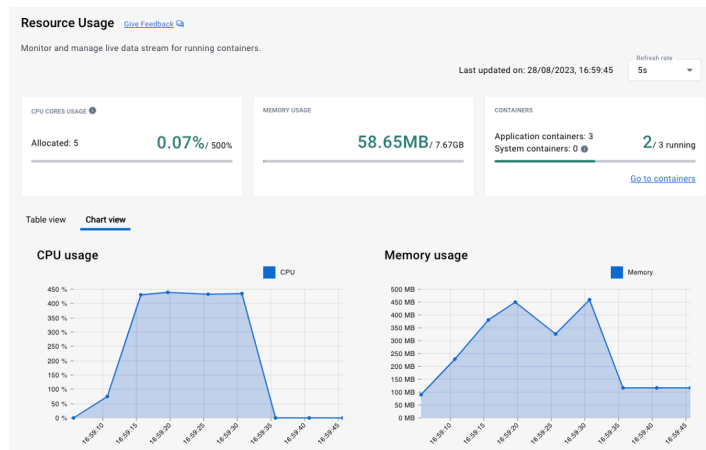 Resource Usage Give Feedback
Monitor and manage live data stream for running containers.
Last updated on: 28/08/2023, 16:59:45
Refresh rate
5s
CPU CORES USAGE
Allocated: 5
0.07%/ 500%
MEMORY USAGE
58.65MB/ 7.67GB
CONTAINERS
Application containers: 3
System containers: 0
2/ 3 running
Go to containers
Table view Chart view
CPU usage
CPU
450 %
400 %
350 %
300 %
250 %
200 %
150 %
100 %
50 %
0 %
16:59:10
16:59:15
16:59:20
16:59:25
16:59:30
16:59:35
16:59:40
16:59:45
Memory usage
Memory
500 MB
450 MB
400 MB
350 MB
300 MB
250 MB
200 MB
150 MB
100 MB
50 MB
0 MB
16:59:10
16:59:15
16:59:20
16:59:25
16:59:30
16:59:35
16:59:40
16:59:45